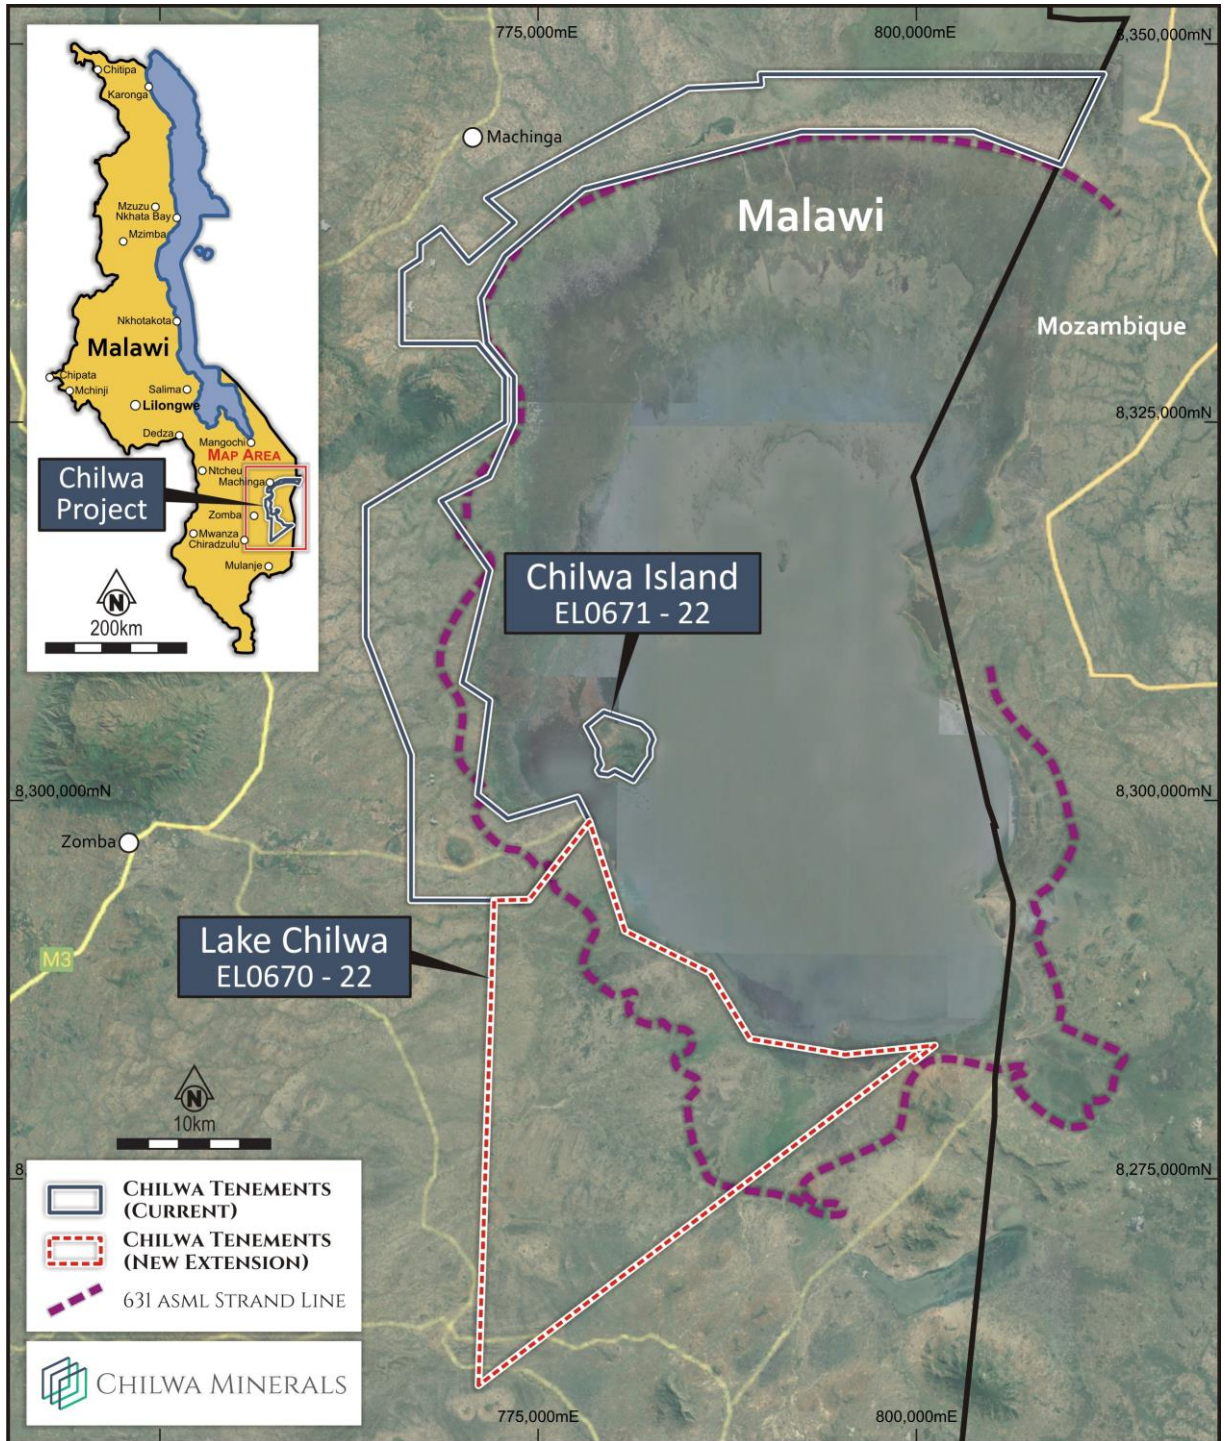 775,000mE
800,000mE
8,350,000mN
Chitipa
Karonga
Machinga
Mzuzu
Nkhata Bay
Mzimba
Malawi
Nkhotakota
Mozambique
Malawi
Chipata
Mchinji
Salima
Lilongwe
Dedza
Mangochi
MAP AREA
8,325,000mN
Ntcheu
Machinga
Chilwa
Project
Zomba
Mwanza
Chiradzulu
Mulanje
N
200km
Chilwa Island
EL0671 - 22
8,300,000mN
8,300,000mN
Zomba
Lake Chilwa
EL0670 - 22
M3
N
10km
8,
8,275,000mN
CHILWA TENEMENTS
(CURRENT)
CHILWA TENEMENTS
(NEW EXTENSION)
631 ASML STRAND LINE
CHILWA MINERALS
775,000mE
800,000mE